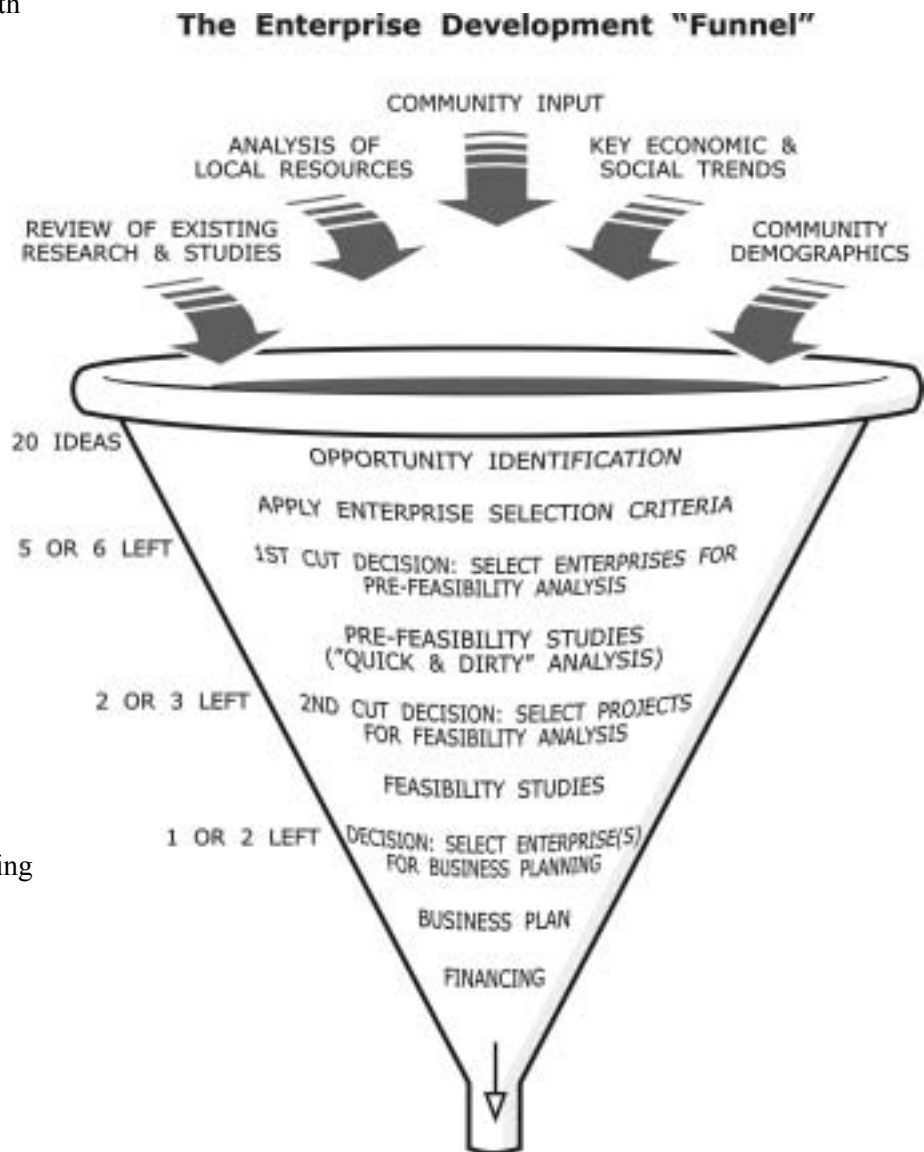 th
The Enterprise Development “Funnel”
COMMUNITY INPUT
ANALYSIS OF
LOCAL RESOURCES
KEY ECONOMIC &
SOCIAL TRENDS
REVIEW OF EXISTING
RESEARCH & STUDIES
COMMUNITY
DEMOGRAPHICS
20 IDEAS
OPPORTUNITY IDENTIFICATION
APPLY ENTERPRISE SELECTION CRITERIA
5 OR 6 LEFT
1ST CUT DECISION: SELECT ENTERPRISES FOR
PRE-FEASIBILITY ANALYSIS
PRE-FEASIBILITY STUDIES
("QUICK & DIRTY" ANALYSIS)
2 OR 3 LEFT
2ND CUT DECISION: SELECT PROJECTS
FOR FEASIBILITY ANALYSIS
FEASIBILITY STUDIES
1 OR 2 LEFT
DECISION: SELECT ENTERPRISE(S)
FOR BUSINESS PLANNING
ing
BUSINESS PLAN
FINANCING